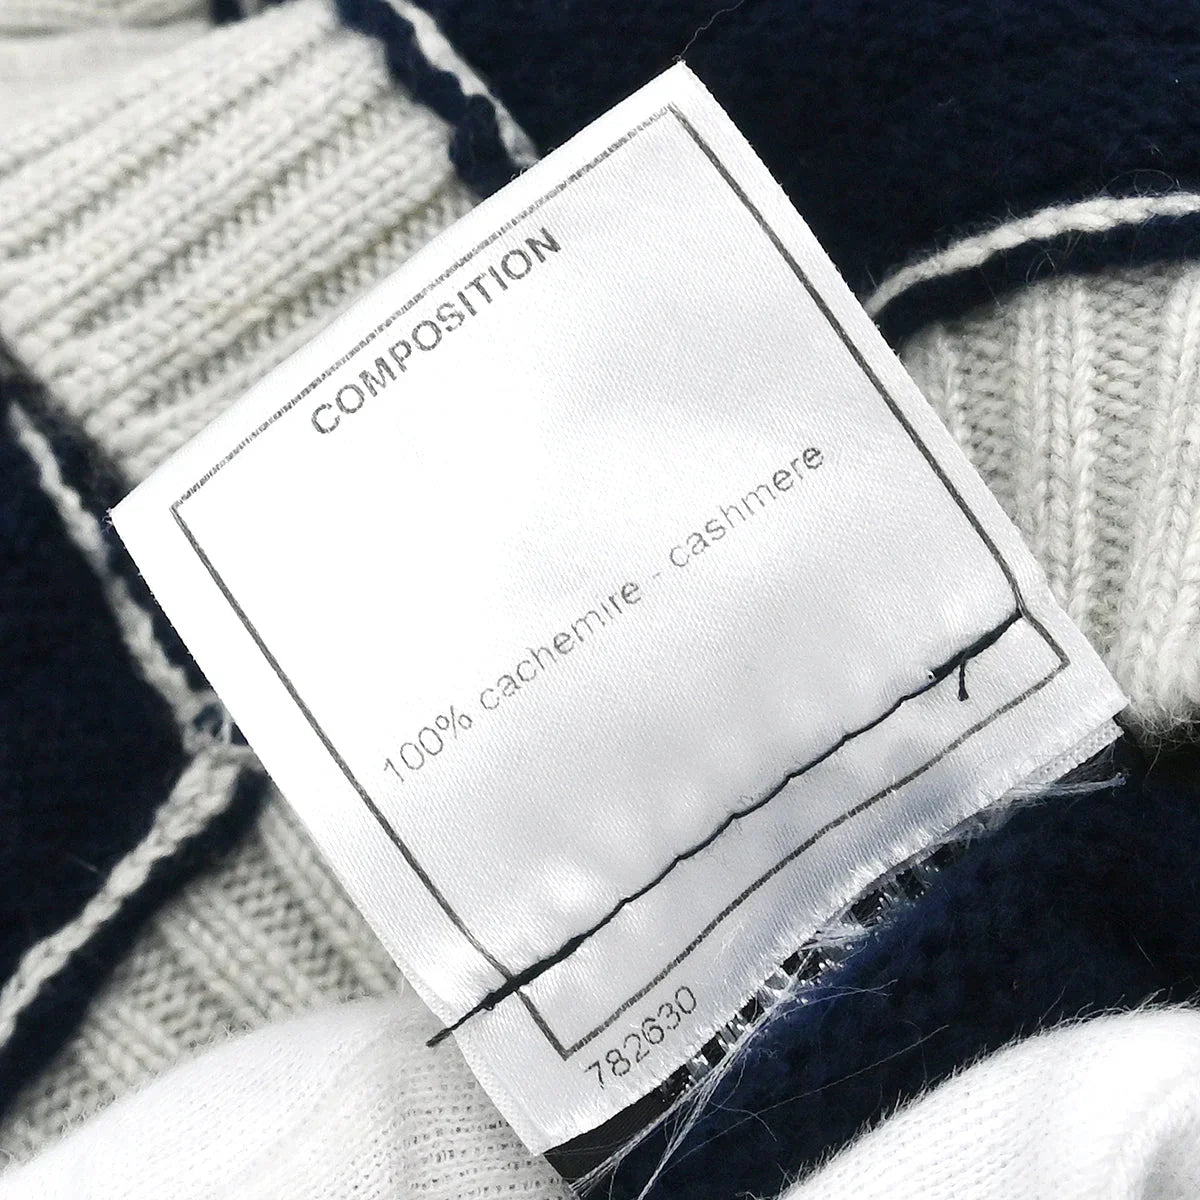 COMPOSITION
100% cachemire - cashmere
782630